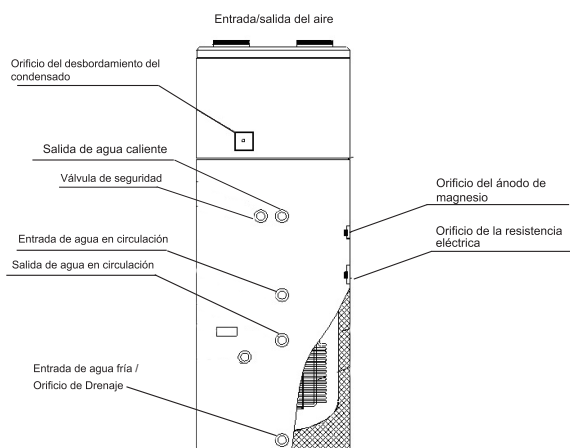 Entrada/salida del aire
Orificio del desbordamiento del
condensado
Salida de agua caliente
Válvula de seguridad
Orificio del ánodo de
magnesio
Entrada de agua en circulación
Orificio de la resistencia
eléctrica
Salida de agua en circulación
Entrada de agua fría /
Orificio de Drenaje